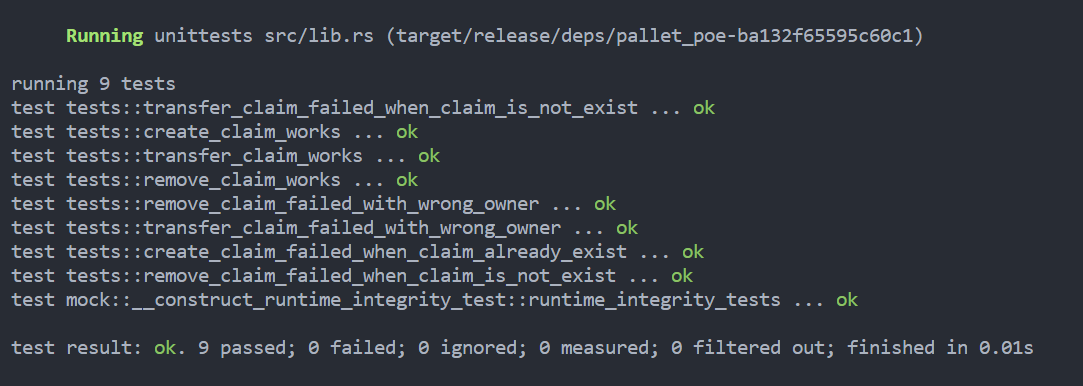 Running unittests src/lib.rs (target/release/deps/pallet_poe-ba132f65595c60c1)
running 9 tests
test tests::transfer_claim_failed_when_claim_is_not_exist ... ok
test tests::create_claim_works ... ok
test tests::transfer_claim_works ... ok
test tests::remove_claim_works ... ok
test tests::remove_claim_failed_with_wrong_owner ... ok
test tests::transfer_claim_failed_with_wrong_owner ... ok
test tests::create_claim_failed_when_claim_already_exist ... ok
test tests::remove_claim_failed_when_claim_is_not_exist ... ok
test mock::__construct_runtime_integrity_test::runtime_integrity_tests ... ok
test result: ok. 9 passed; 0 failed; 0 ignored; 0 measured; 0 filtered out; finished in 0.01s